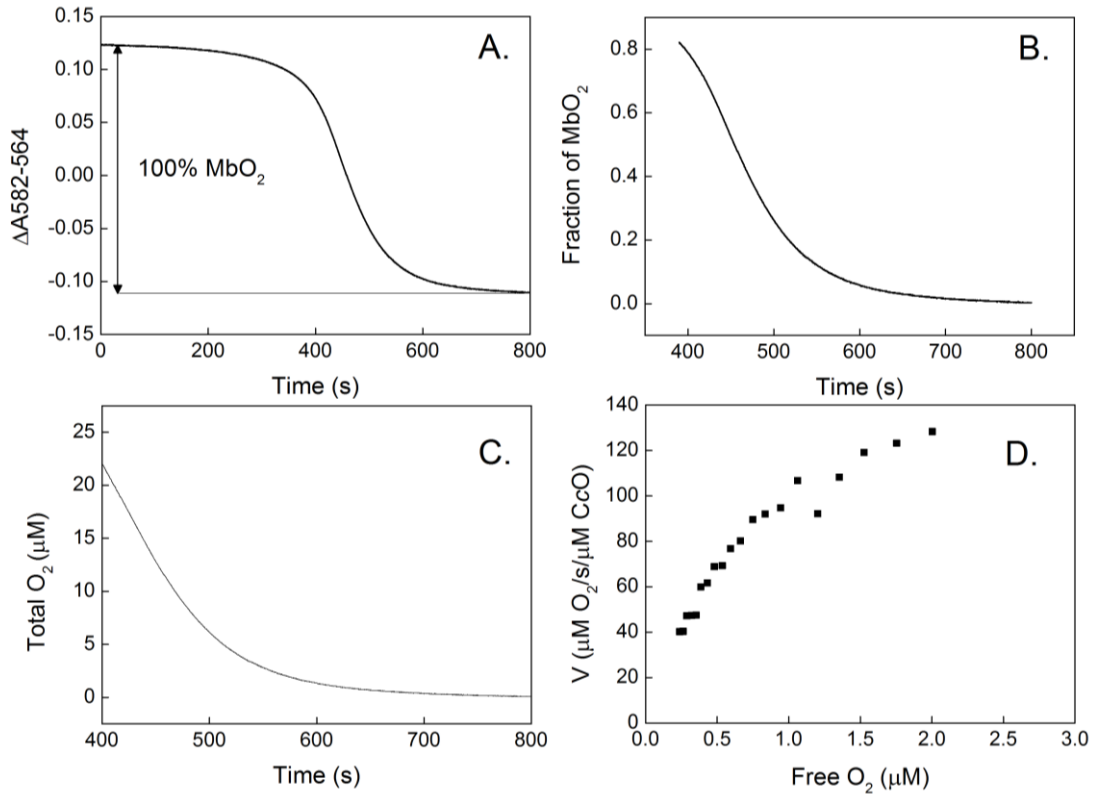 A.
ΔA582-564
0.15
0.10
0.05
0.00
-0.05
-0.10
-0.15
100% MbO₂
0 200 400 600 800
Time (s)
B.
Fraction of MbO₂
0.8
0.6
0.4
0.2
0.0
400 500 600 700 800
Time (s)
C.
Total O₂ (μM)
25
20
15
10
5
0
400 500 600 700 800
Time (s)
D.
V (μM O₂/s/μM CcO)
140
120
100
80
60
40
20
0
0.0 0.5 1.0 1.5 2.0 2.5 3.0
Free O₂ (μM)